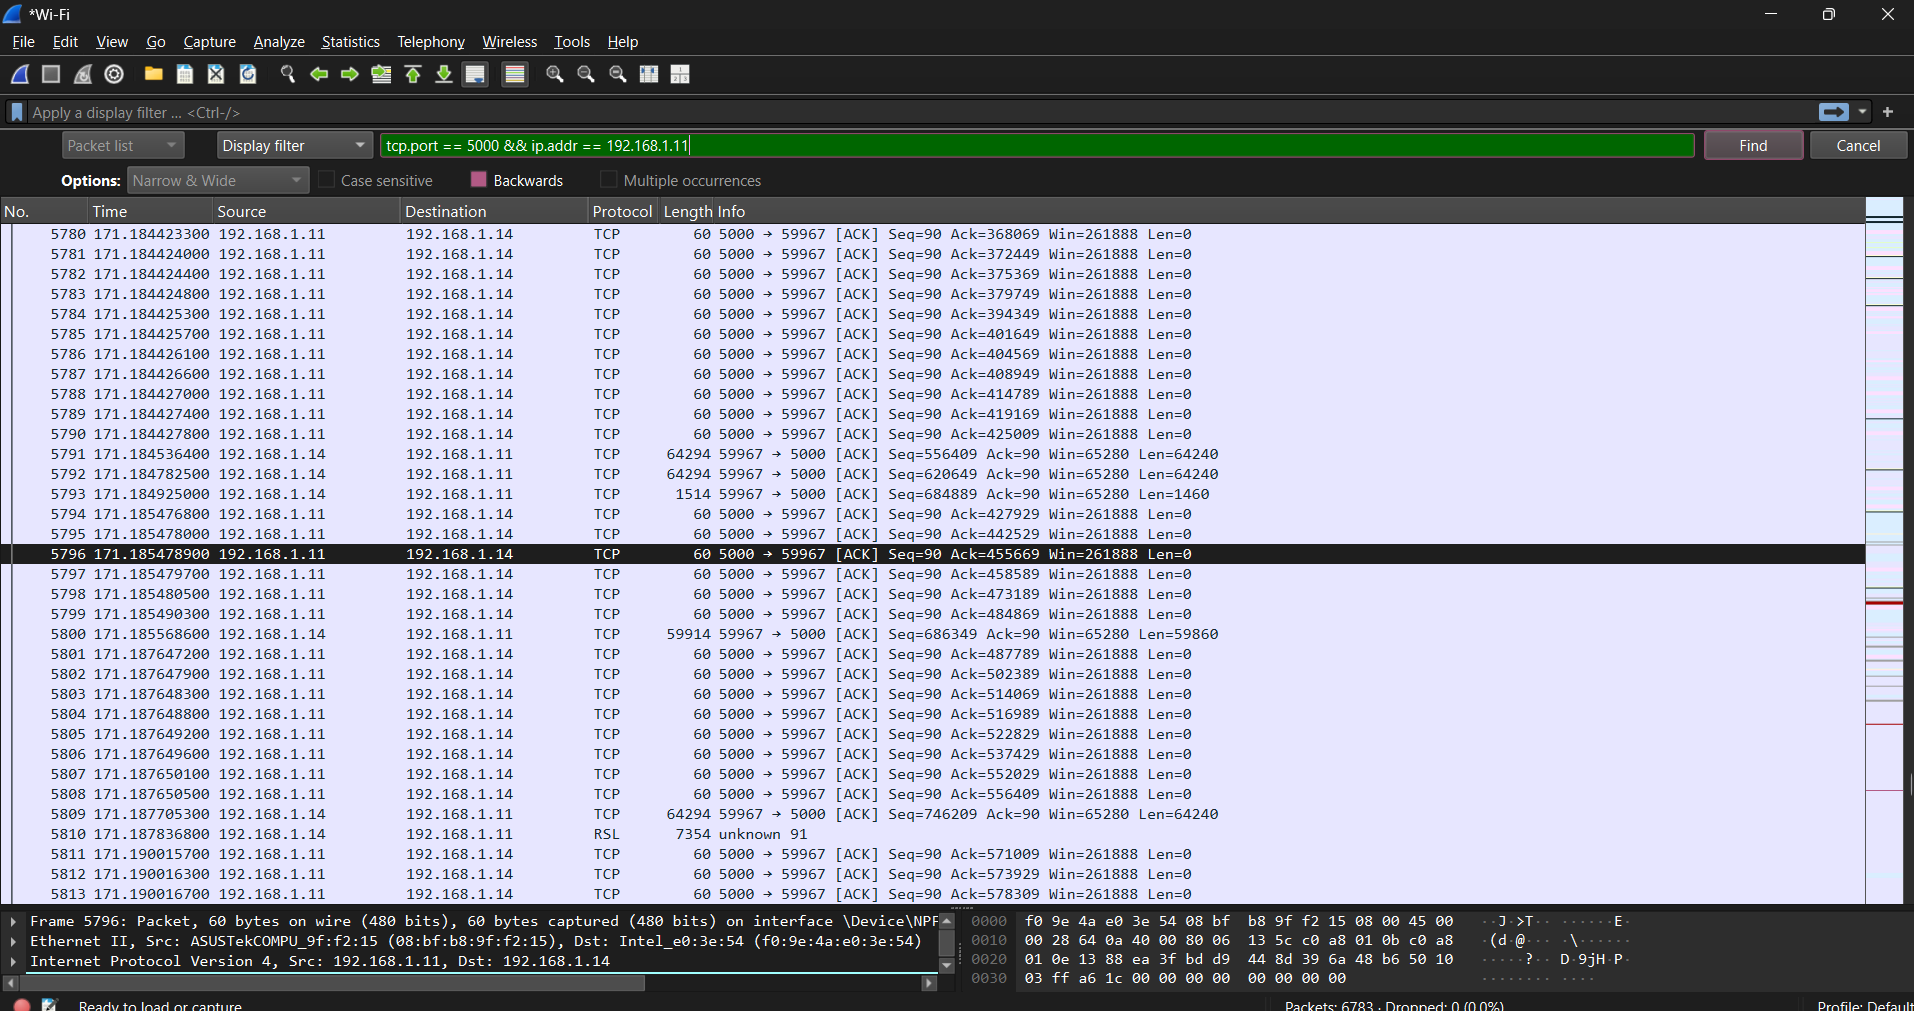 *Wi-Fi
File Edit View Go Capture Analyze Statistics Telephony Wireless Tools Help
Apply a display filter ... <Ctrl-/>
Packet list Display filter tcp.port == 5000 && ip.addr == 192.168.1.11 Find Cancel
Options: Narrow & Wide Case sensitive Backwards Multiple occurrences
No. Time Source Destination Protocol Length Info
5780 171.184423300 192.168.1.11 192.168.1.14 TCP 60 5000 → 59967 [ACK] Seq=90 Ack=368069 Win=261888 Len=0
5781 171.184424000 192.168.1.11 192.168.1.14 TCP 60 5000 → 59967 [ACK] Seq=90 Ack=372449 Win=261888 Len=0
5782 171.184424400 192.168.1.11 192.168.1.14 TCP 60 5000 → 59967 [ACK] Seq=90 Ack=375369 Win=261888 Len=0
5783 171.184424800 192.168.1.11 192.168.1.14 TCP 60 5000 → 59967 [ACK] Seq=90 Ack=379749 Win=261888 Len=0
5784 171.184425300 192.168.1.11 192.168.1.14 TCP 60 5000 → 59967 [ACK] Seq=90 Ack=394349 Win=261888 Len=0
5785 171.184425700 192.168.1.11 192.168.1.14 TCP 60 5000 → 59967 [ACK] Seq=90 Ack=401649 Win=261888 Len=0
5786 171.184426100 192.168.1.11 192.168.1.14 TCP 60 5000 → 59967 [ACK] Seq=90 Ack=404569 Win=261888 Len=0
5787 171.184426600 192.168.1.11 192.168.1.14 TCP 60 5000 → 59967 [ACK] Seq=90 Ack=408949 Win=261888 Len=0
5788 171.184427000 192.168.1.11 192.168.1.14 TCP 60 5000 → 59967 [ACK] Seq=90 Ack=414789 Win=261888 Len=0
5789 171.184427400 192.168.1.11 192.168.1.14 TCP 60 5000 → 59967 [ACK] Seq=90 Ack=419169 Win=261888 Len=0
5790 171.184427800 192.168.1.11 192.168.1.14 TCP 60 5000 → 59967 [ACK] Seq=90 Ack=425009 Win=261888 Len=0
5791 171.184536400 192.168.1.14 192.168.1.11 TCP 64294 59967 → 5000 [ACK] Seq=556409 Ack=90 Win=65280 Len=64240
5792 171.184782500 192.168.1.14 192.168.1.11 TCP 64294 59967 → 5000 [ACK] Seq=620649 Ack=90 Win=65280 Len=64240
5793 171.184925000 192.168.1.14 192.168.1.11 TCP 1514 59967 → 5000 [ACK] Seq=684889 Ack=90 Win=65280 Len=1460
5794 171.185476800 192.168.1.11 192.168.1.14 TCP 60 5000 → 59967 [ACK] Seq=90 Ack=427929 Win=261888 Len=0
5795 171.185478000 192.168.1.11 192.168.1.14 TCP 60 5000 → 59967 [ACK] Seq=90 Ack=442529 Win=261888 Len=0
5796 171.185478900 192.168.1.11 192.168.1.14 TCP 60 5000 → 59967 [ACK] Seq=90 Ack=455669 Win=261888 Len=0
5797 171.185479700 192.168.1.11 192.168.1.14 TCP 60 5000 → 59967 [ACK] Seq=90 Ack=458589 Win=261888 Len=0
5798 171.185480500 192.168.1.11 192.168.1.14 TCP 60 5000 → 59967 [ACK] Seq=90 Ack=473189 Win=261888 Len=0
5799 171.185490300 192.168.1.11 192.168.1.14 TCP 60 5000 → 59967 [ACK] Seq=90 Ack=484869 Win=261888 Len=0
5800 171.185568600 192.168.1.14 192.168.1.11 TCP 59914 59967 → 5000 [ACK] Seq=686349 Ack=90 Win=65280 Len=59860
5801 171.187647200 192.168.1.11 192.168.1.14 TCP 60 5000 → 59967 [ACK] Seq=90 Ack=487789 Win=261888 Len=0
5802 171.187647900 192.168.1.11 192.168.1.14 TCP 60 5000 → 59967 [ACK] Seq=90 Ack=502389 Win=261888 Len=0
5803 171.187648300 192.168.1.11 192.168.1.14 TCP 60 5000 → 59967 [ACK] Seq=90 Ack=514069 Win=261888 Len=0
5804 171.187648800 192.168.1.11 192.168.1.14 TCP 60 5000 → 59967 [ACK] Seq=90 Ack=516989 Win=261888 Len=0
5805 171.187649200 192.168.1.11 192.168.1.14 TCP 60 5000 → 59967 [ACK] Seq=90 Ack=522829 Win=261888 Len=0
5806 171.187649600 192.168.1.11 192.168.1.14 TCP 60 5000 → 59967 [ACK] Seq=90 Ack=537429 Win=261888 Len=0
5807 171.187650100 192.168.1.11 192.168.1.14 TCP 60 5000 → 59967 [ACK] Seq=90 Ack=552029 Win=261888 Len=0
5808 171.187650500 192.168.1.11 192.168.1.14 TCP 60 5000 → 59967 [ACK] Seq=90 Ack=556409 Win=261888 Len=0
5809 171.187705300 192.168.1.14 192.168.1.11 TCP 64294 59967 → 5000 [ACK] Seq=746209 Ack=90 Win=65280 Len=64240
5810 171.187836800 192.168.1.14 192.168.1.11 RSL 7354 unknown 91
5811 171.190015700 192.168.1.11 192.168.1.14 TCP 60 5000 → 59967 [ACK] Seq=90 Ack=571009 Win=261888 Len=0
5812 171.190016300 192.168.1.11 192.168.1.14 TCP 60 5000 → 59967 [ACK] Seq=90 Ack=573929 Win=261888 Len=0
5813 171.190016700 192.168.1.11 192.168.1.14 TCP 60 5000 → 59967 [ACK] Seq=90 Ack=578309 Win=261888 Len=0
Frame 5796: Packet, 60 bytes on wire (480 bits), 60 bytes captured (480 bits) on interface \Device\NPF
Ethernet II, Src: ASUSTekCOMPU_9f:f2:15 (08:bf:b8:9f:f2:15), Dst: Intel_e0:3e:54 (f0:9e:4a:e0:3e:54)
Internet Protocol Version 4, Src: 192.168.1.11, Dst: 192.168.1.14
0000 f0 9e 4a e0 3e 54 08 bf b8 9f f2 15 08 00 45 00 ··J·>T·· ······E·
0010 00 28 64 0a 40 00 80 06 13 5c c0 a8 01 0b c0 a8 ·(d·@··· ·\······
0020 01 0e 13 88 ea 3f bd d9 44 8d 39 6a 48 b6 50 10 ·····?·· D·9jH·P·
0030 03 ff a6 1c 00 00 00 00 00 00 00 00 ········ ····
Ready to load or capture Packets: 6783 · Dropped: 0 (0.0%) Profile: Default